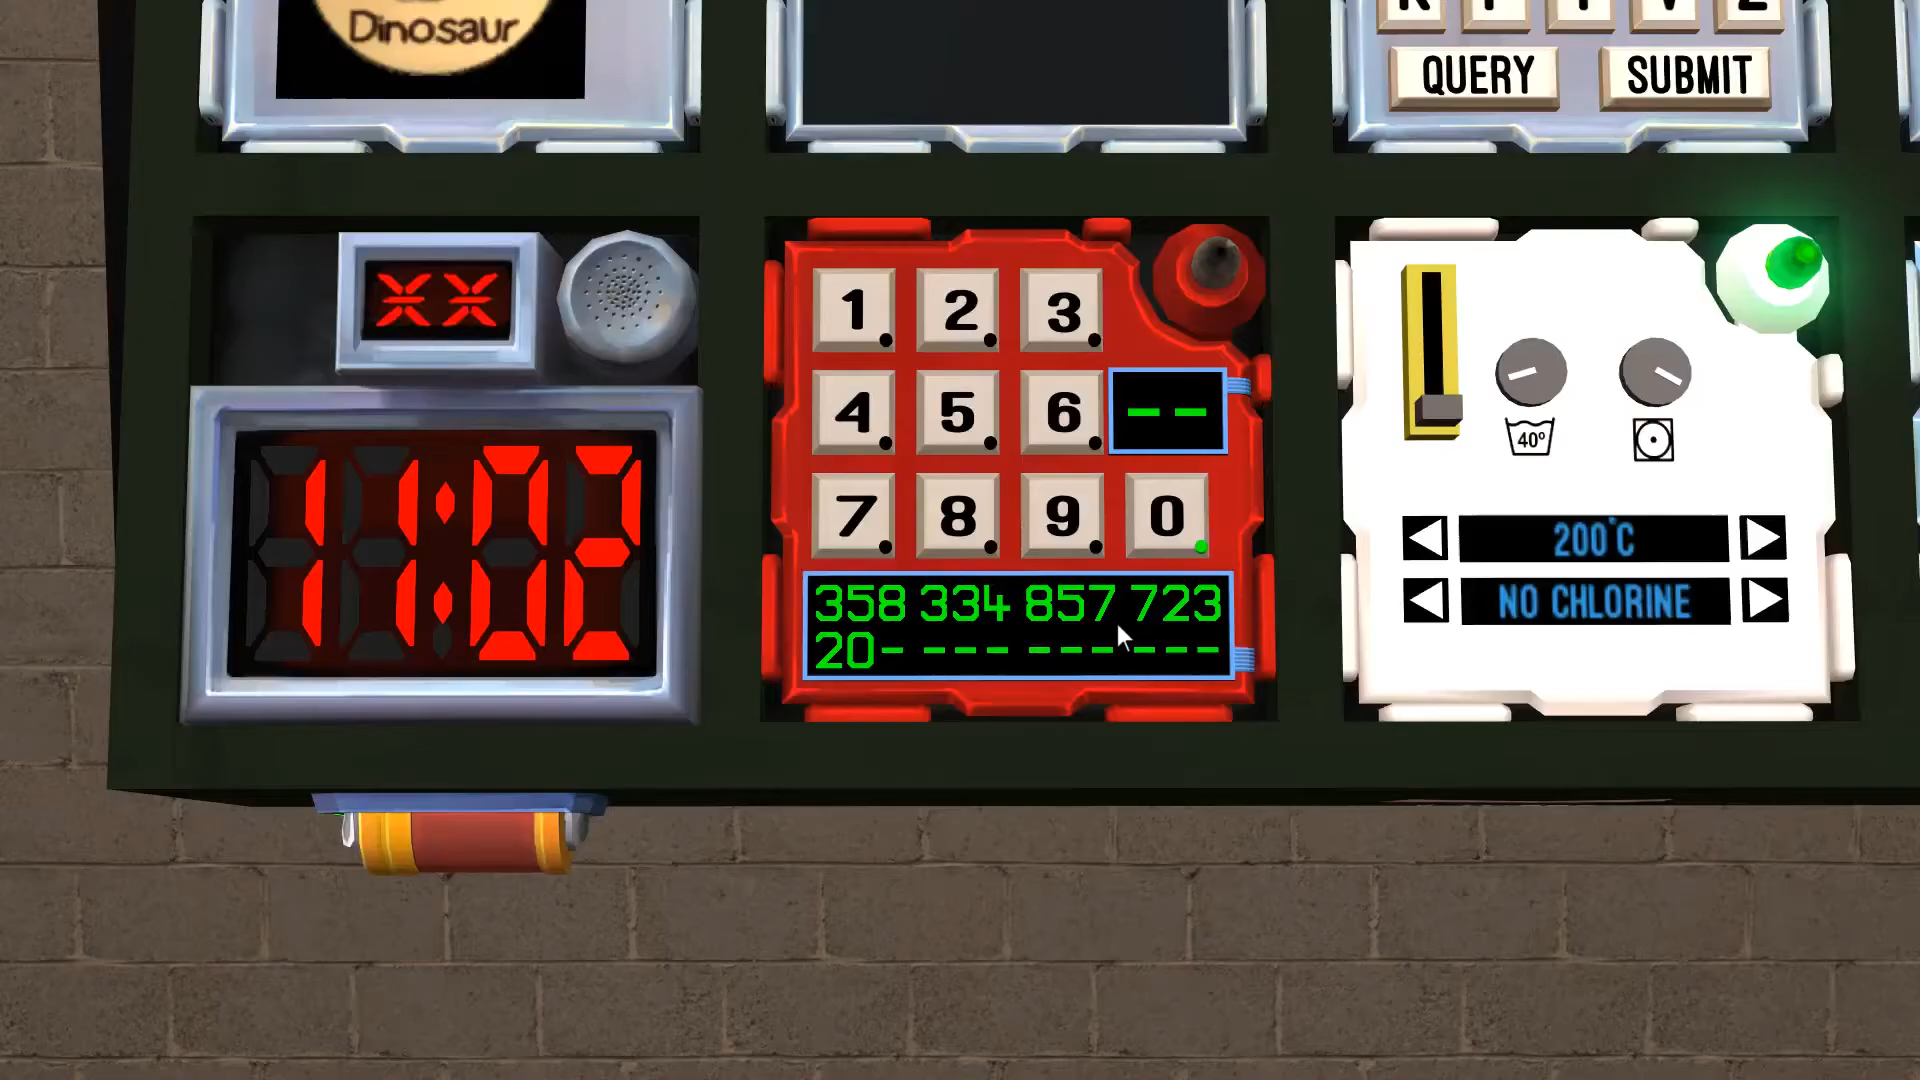 Dinosaur
QUERY SUBMIT
XX
11:02
1 2 3
4 5 6 --
7 8 9 0
358 334 857 723
20- --- --- ---
40°
200°C
NO CHLORINE